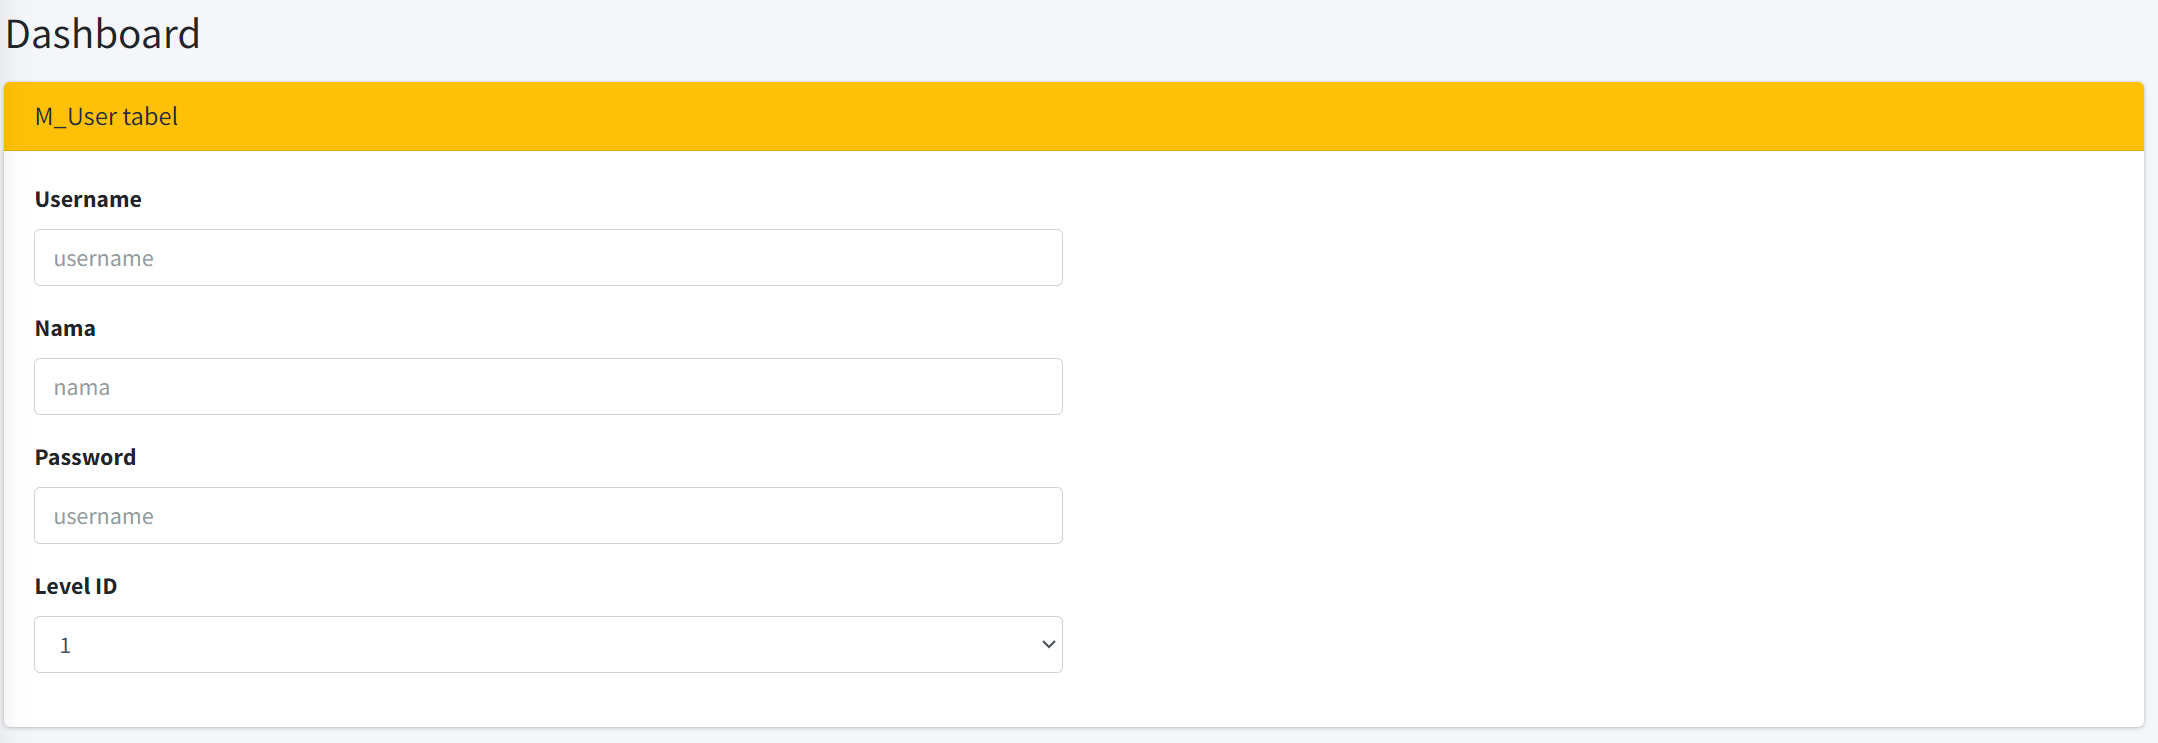 Dashboard
M_User tabel
Username
username
Nama
nama
Password
username
Level ID
1